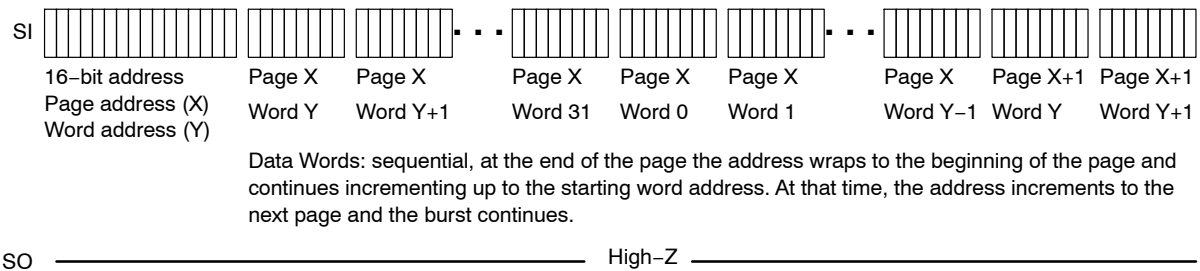 SI
16−bit address
Page address (X)
Word address (Y)
Page X
Word Y
Page X
Word Y+1
Page X
Word 31
Page X
Word 0
Page X
Word 1
Page X
Word Y−1
Page X+1
Word Y
Page X+1
Word Y+1
Data Words: sequential, at the end of the page the address wraps to the beginning of the page and
continues incrementing up to the starting word address. At that time, the address increments to the
next page and the burst continues.
SO
High−Z